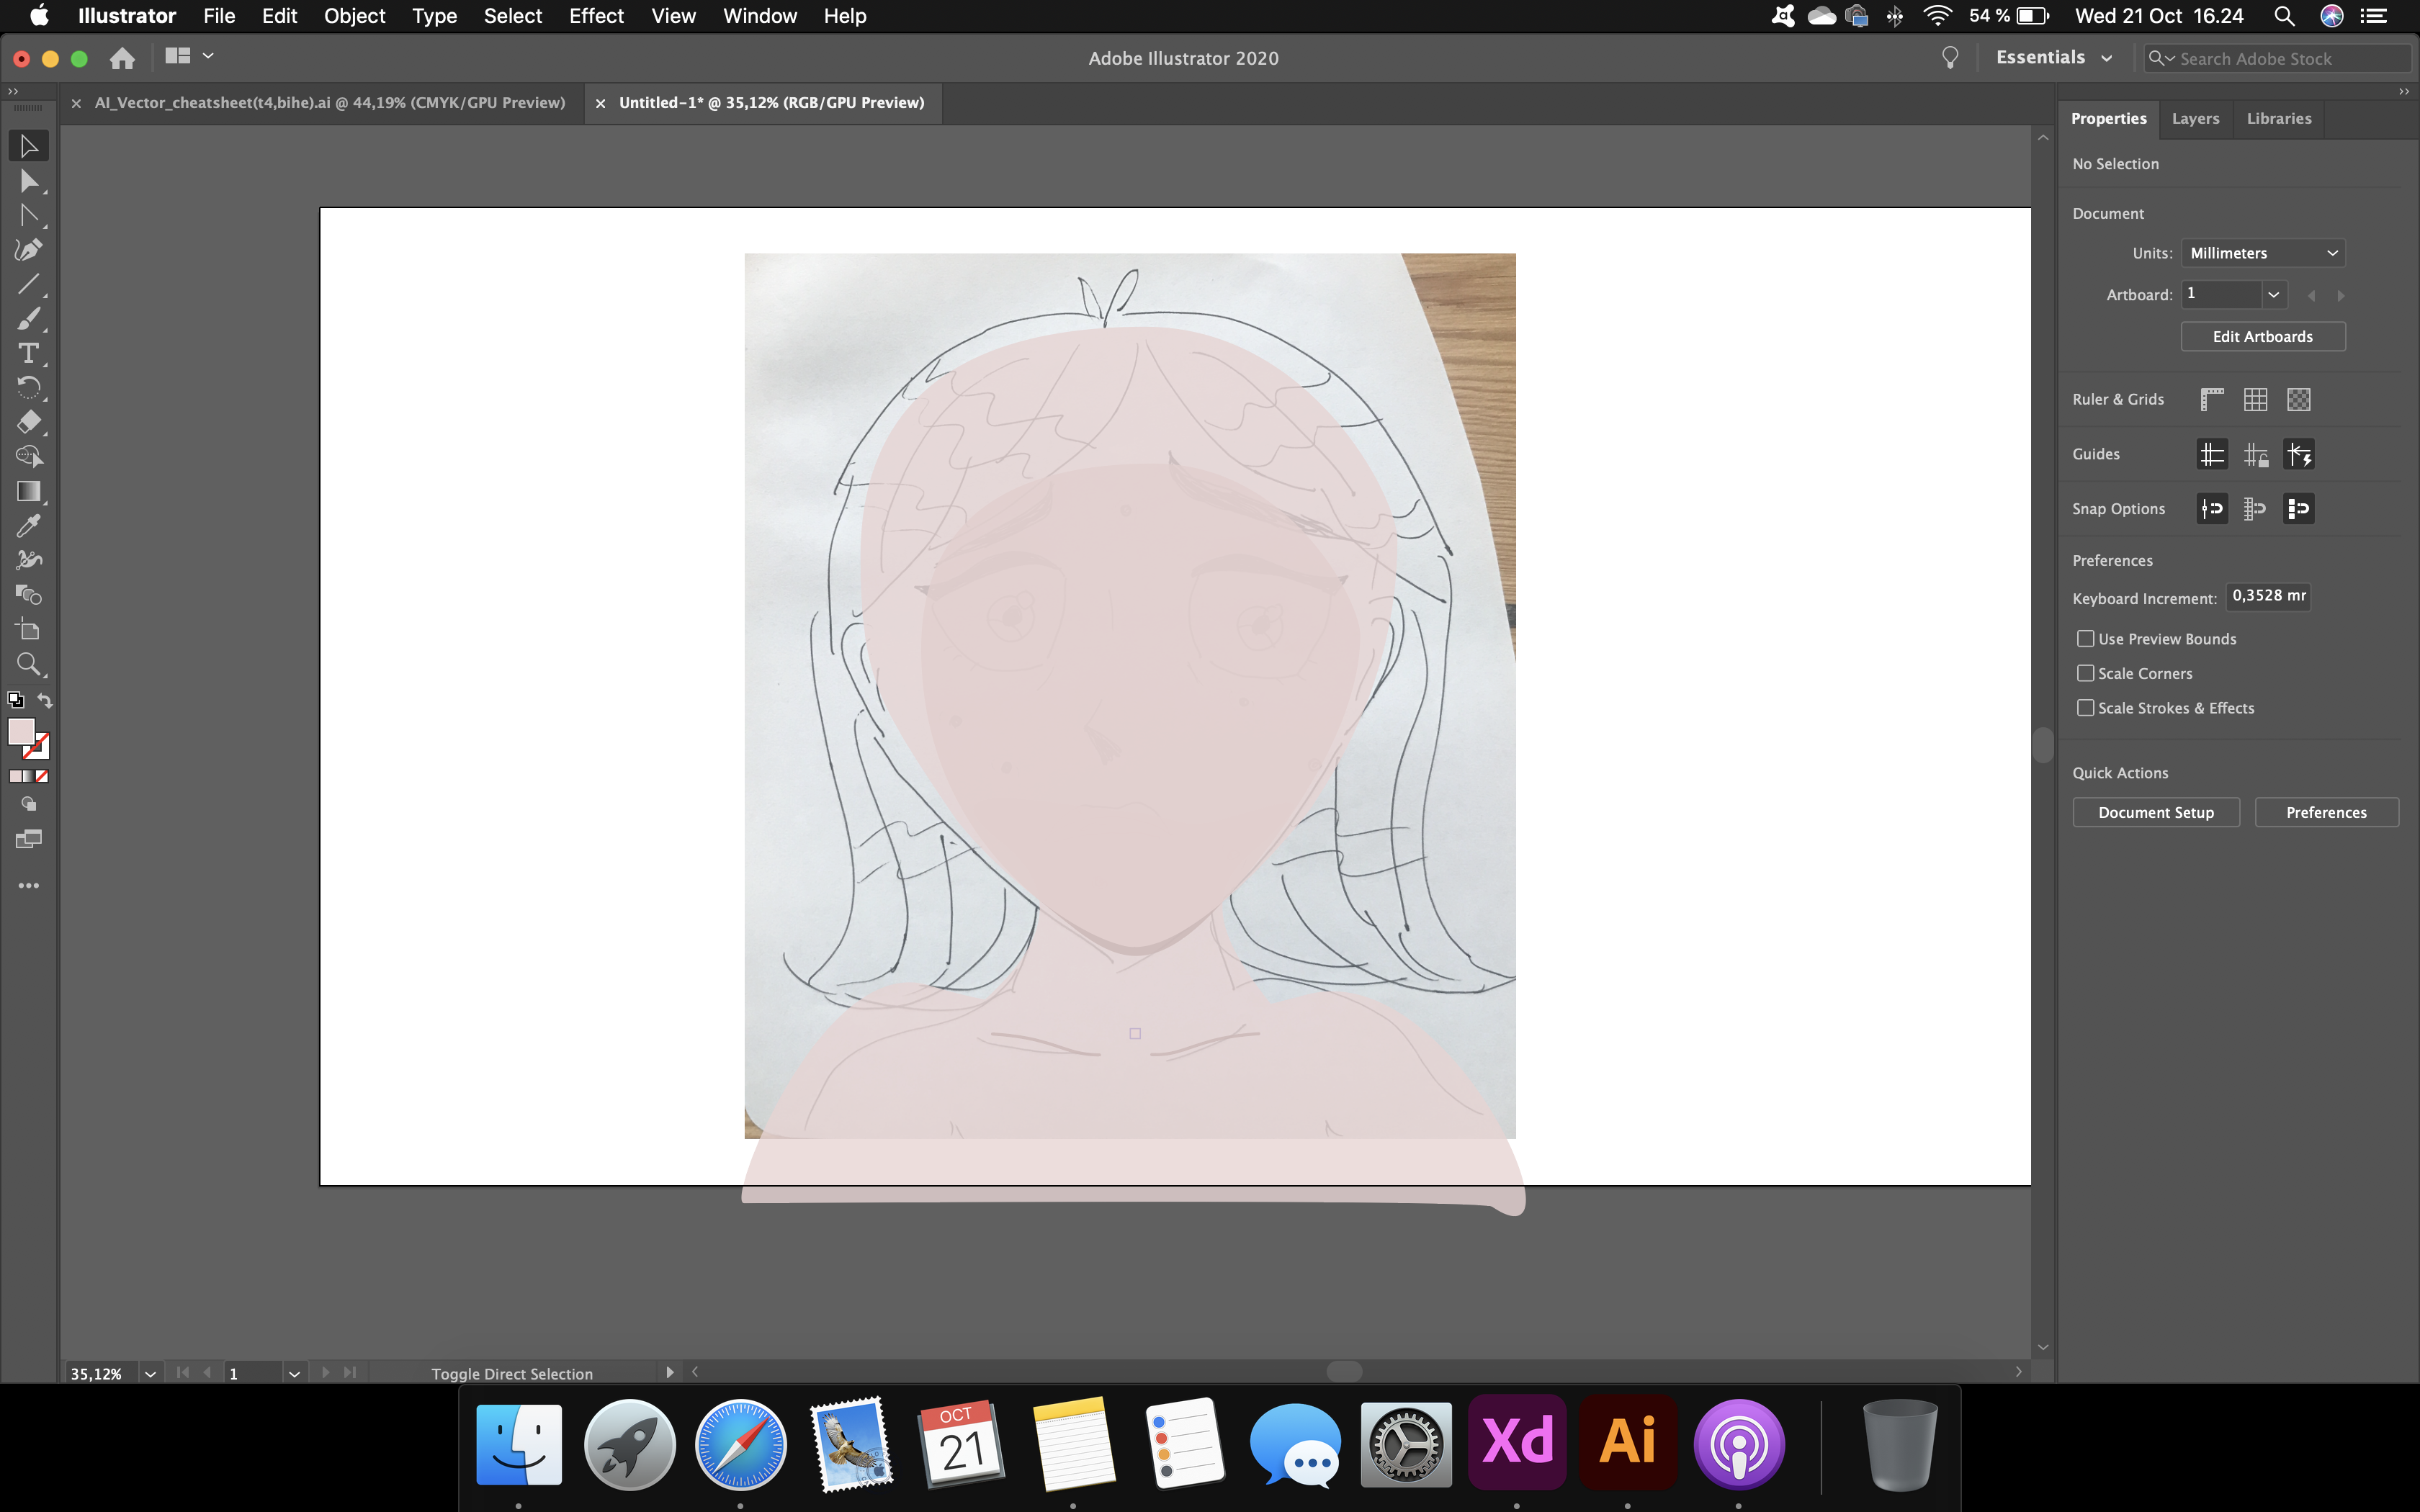 Illustrator File Edit Object Type Select Effect View Window Help 54 % Wed 21 Oct 16.24
Adobe Illustrator 2020 Essentials Search Adobe Stock
AI_Vector_cheatsheet(t4,bihe).ai @ 44,19% (CMYK/GPU Preview) Untitled-1* @ 35,12% (RGB/GPU Preview)
Properties Layers Libraries
No Selection
Document
Units: Millimeters
Artboard: 1
Edit Artboards
Ruler & Grids
Guides
Snap Options
Preferences
Keyboard Increment: 0,3528 mr
Use Preview Bounds
Scale Corners
Scale Strokes & Effects
Quick Actions
Document Setup Preferences
35,12% 1 Toggle Direct Selection
OCT
21
Xd
Ai